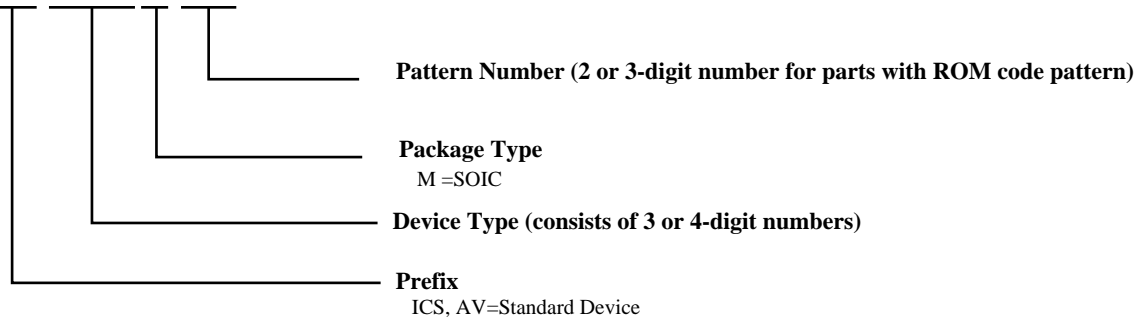 Pattern Number (2 or 3-digit number for parts with ROM code pattern)
Package Type
M =SOIC
Device Type (consists of 3 or 4-digit numbers)
Prefix
ICS, AV=Standard Device